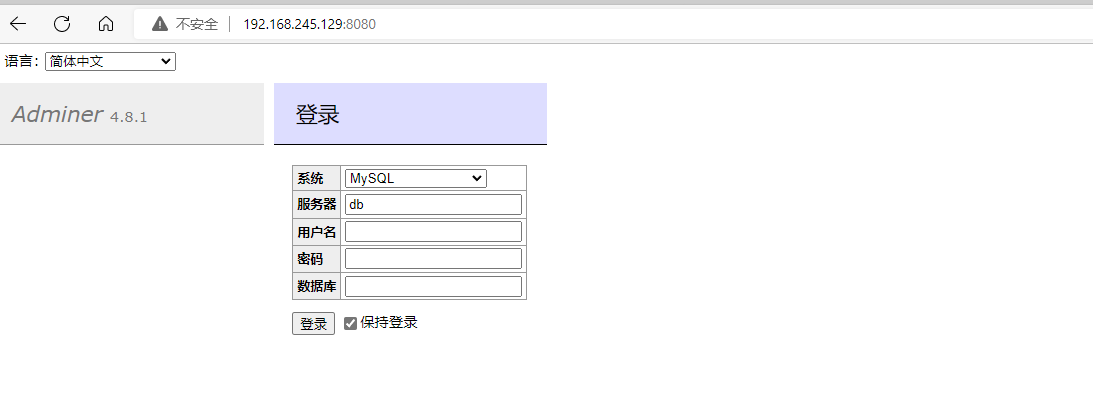 不安全 192.168.245.129:8080
语言: 简体中文
Adminer 4.8.1
登录
系统 MySQL
服务器 db
用户名
密码
数据库
登录 保持登录